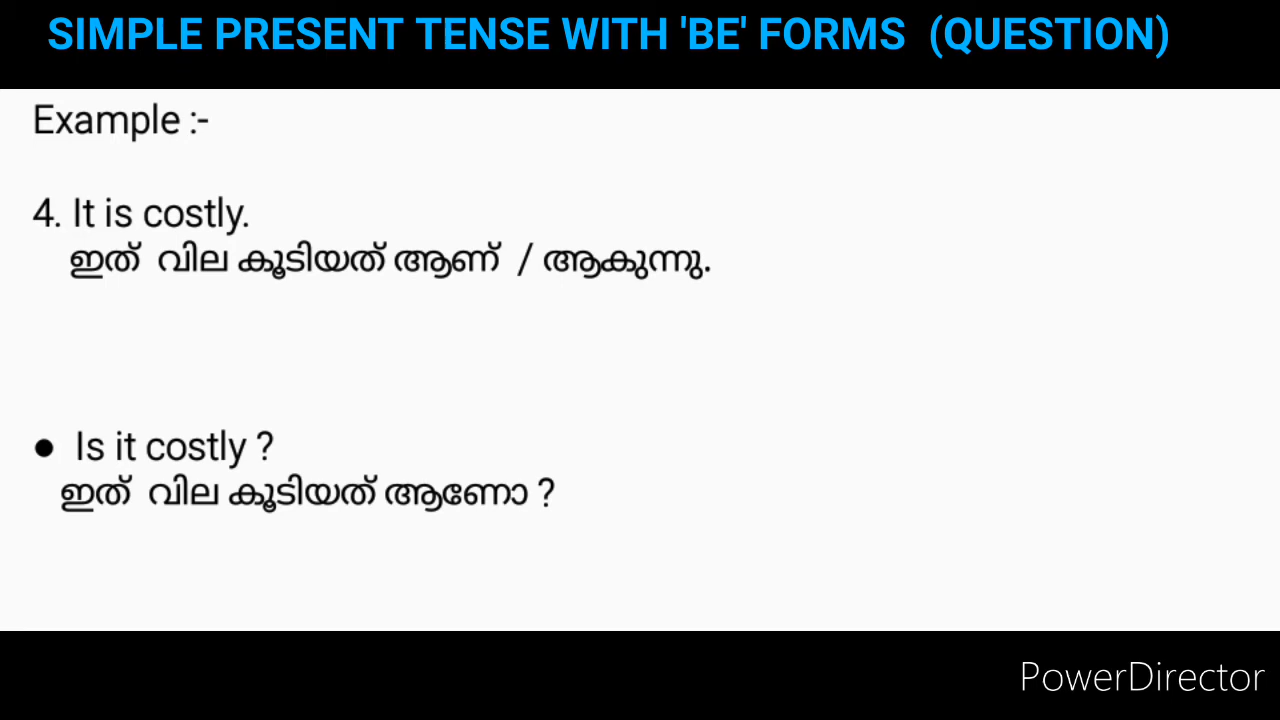 SIMPLE PRESENT TENSE WITH 'BE' FORMS (QUESTION)
Example :-
4. It is costly.
ഇത് വില കൂടിയത് ആണ് / ആകുന്നു.
● Is it costly ?
ഇത് വില കൂടിയത് ആണോ ?
PowerDirector